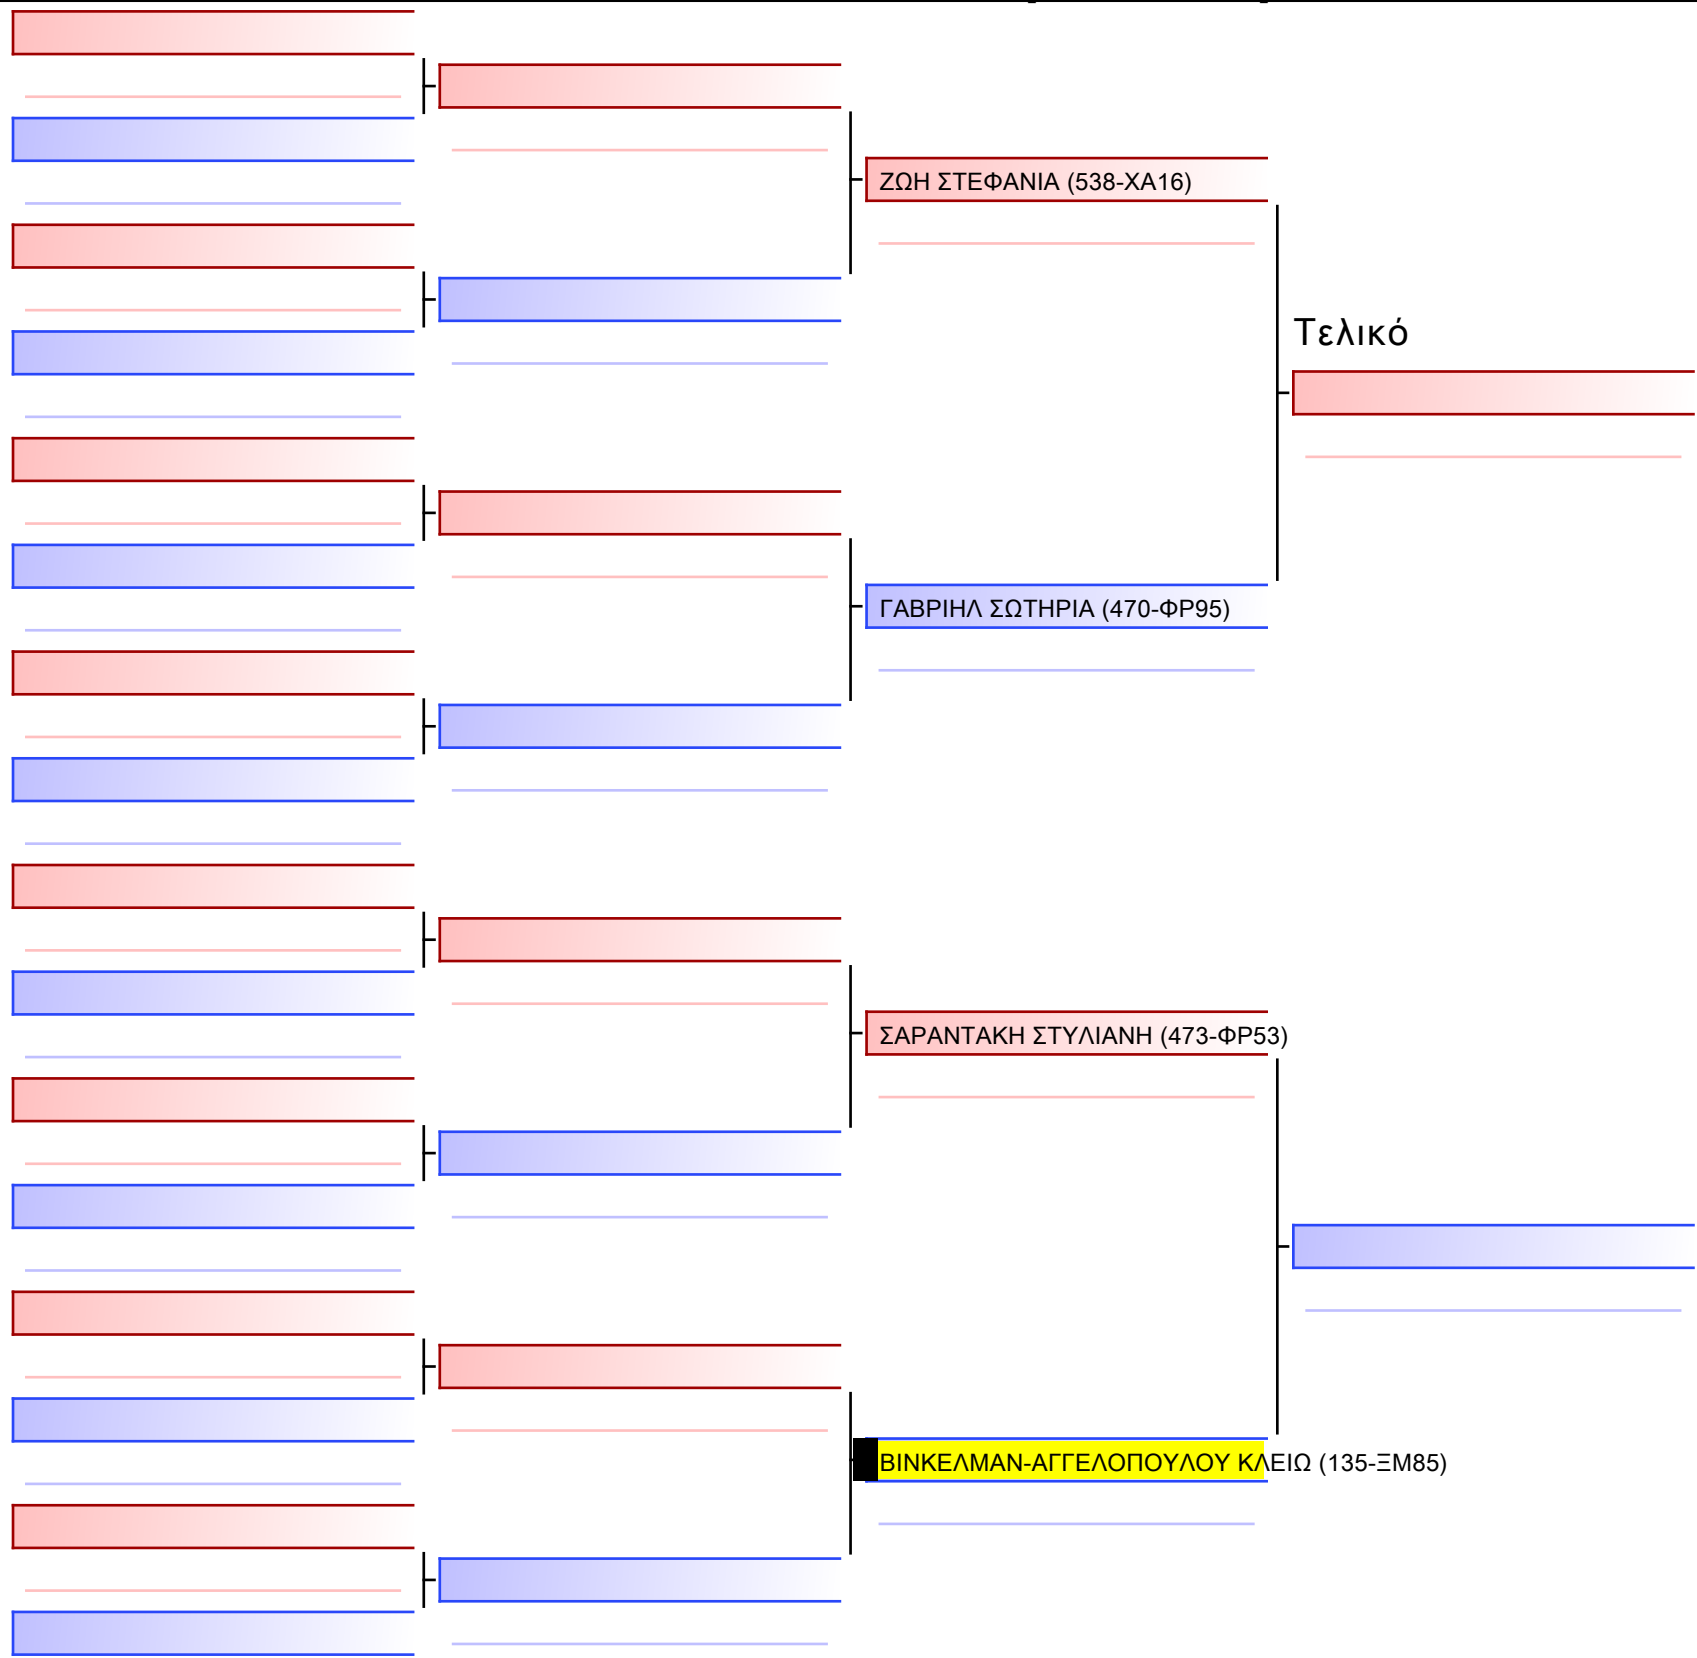 ΖΩΗ ΣΤΕΦΑΝΙΑ (538-ΧΑ16)
Τελικό
ΓΑΒΡΙΗΛ ΣΩΤΗΡΙΑ (470-ΦΡ95)
ΣΑΡΑΝΤΑΚΗ ΣΤΥΛΙΑΝΗ (473-ΦΡ53)
ΒΙΝΚΕΛΜΑΝ-ΑΓΓΕΛΟΠΟΥΛΟΥ ΚΛΕΙΩ (135-ΞΜ85)